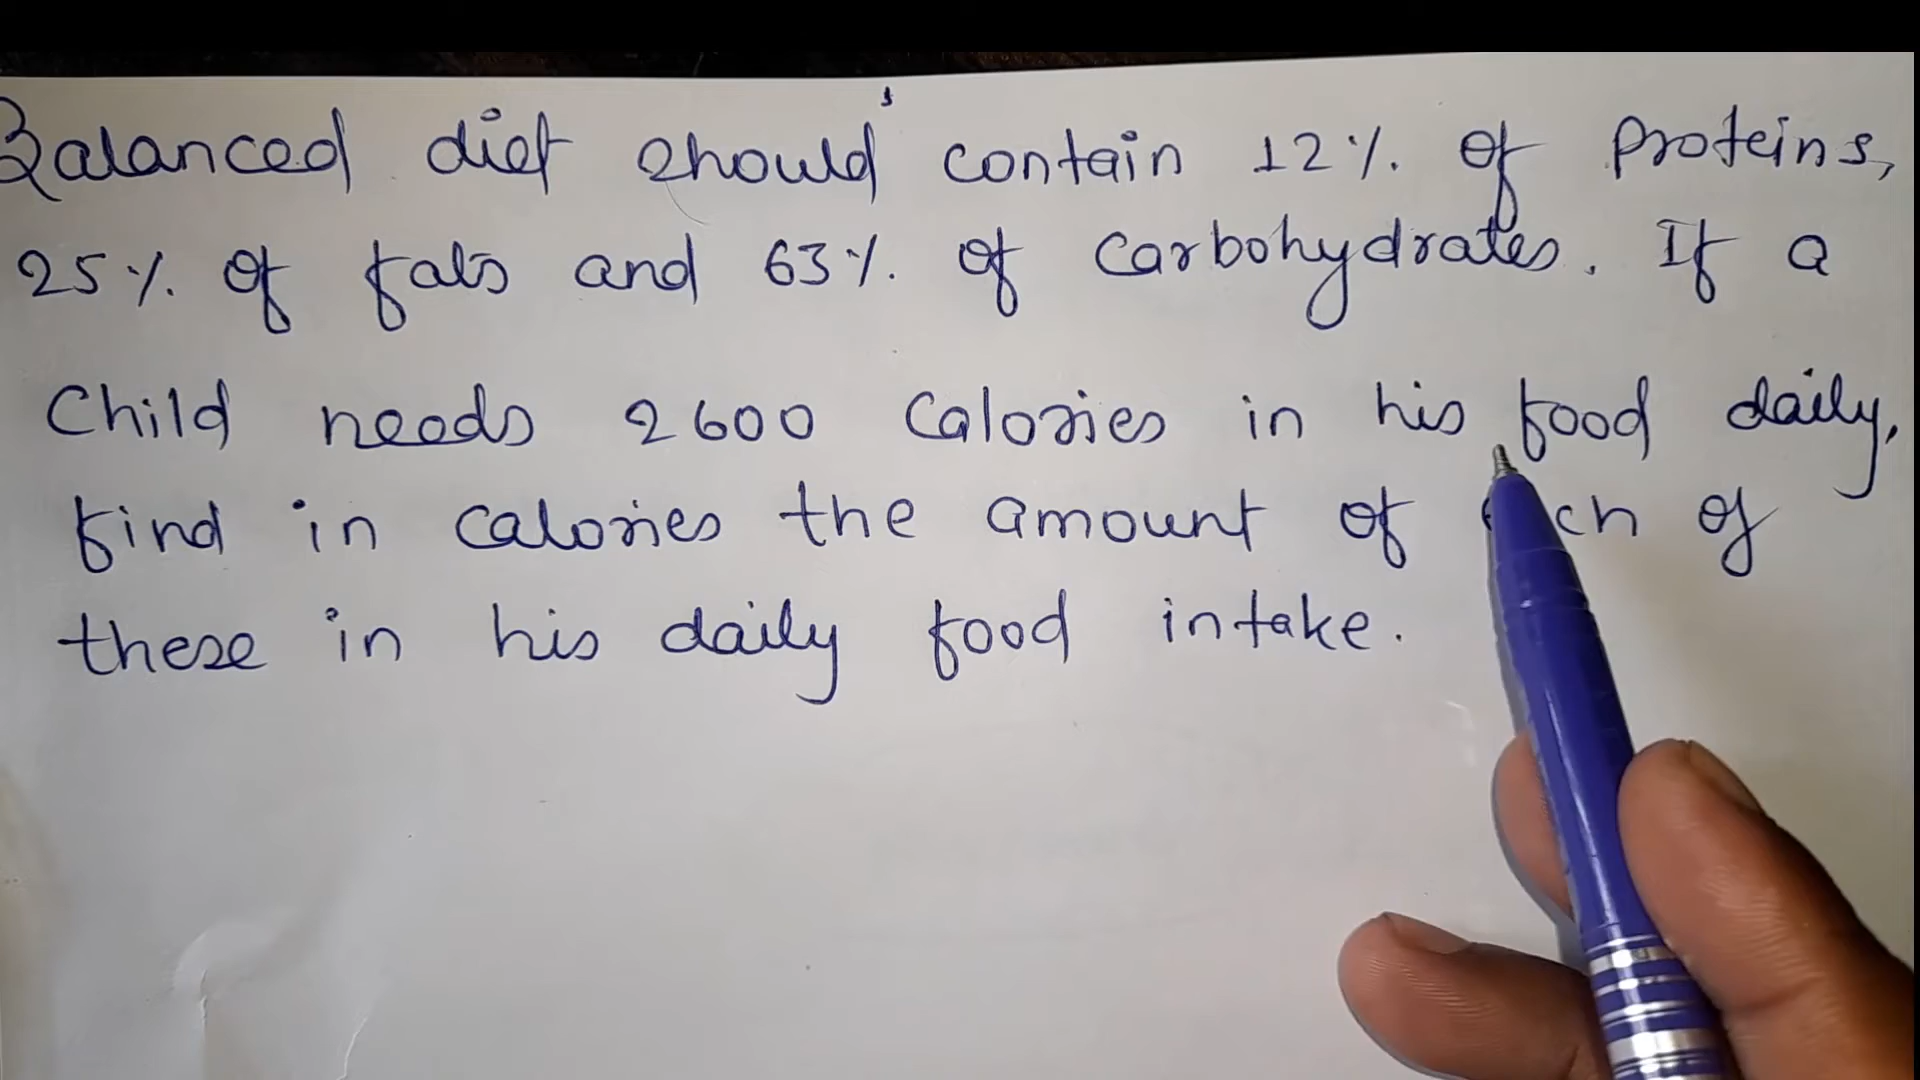 Balanced diet should contain 12%. of proteins,
25%. of fats and 63%. of carbohydrates. If a
Child needs 2600 calories in his food daily,
find in calories the amount of of
these in his daily food intake.